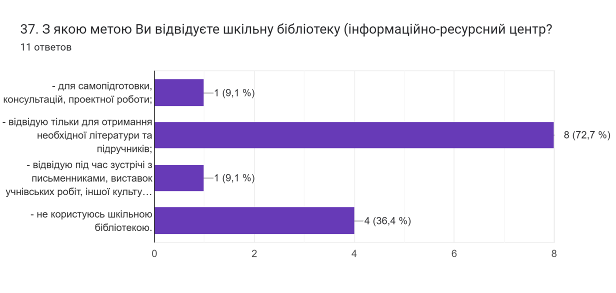 37. З якою метою Ви відвідуєте шкільну бібліотеку (інформаційно-ресурсний центр?
11 ответов
- для самопідготовки,
консультацій, проектної роботи;
1 (9,1 %)
- відвідую тільки для отримання
необхідної літератури та
підручників;
8 (72,7 %)
- відвідую під час зустрічі з
письменниками, виставок
учнівських робіт, іншої культу…
1 (9,1 %)
- не користуюсь шкільною
бібліотекою.
4 (36,4 %)
0 2 4 6 8